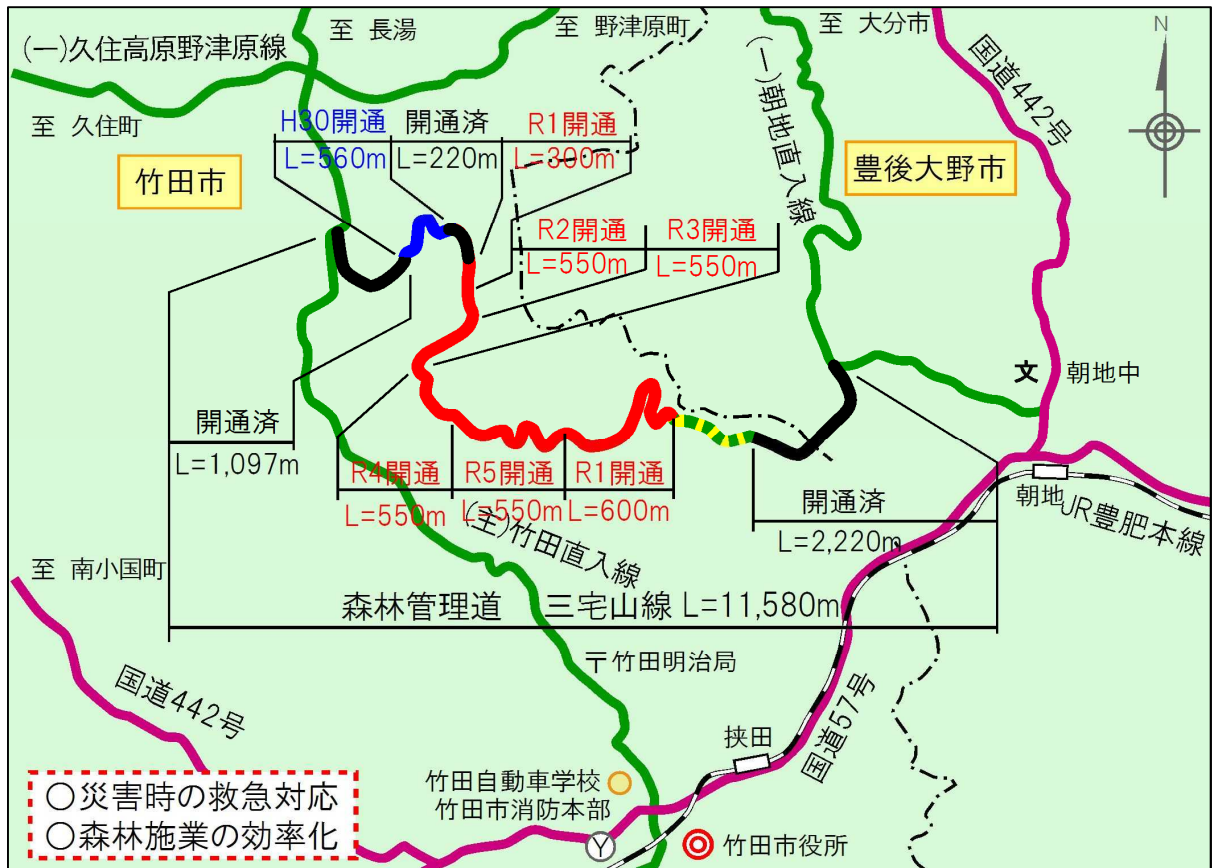 至 長湯
至 野津原町
至 大分市
N
(一)久住高原野津原線
国道442号
至 久住町
(一)朝地直入線
H30開通
L=560m
開通済
L=220m
R1開通
L=300m
竹田市
豊後大野市
R2開通
L=550m
R3開通
L=550m
文 朝地中
開通済
L=1,097m
R4開通
L=550m
R5開通
L=550m
R1開通
L=600m
開通済
L=2,220m
朝地
JR豊肥本線
(主)竹田直入線
至 南小国町
森林管理道 三宅山線 L=11,580m
〒竹田明治局
国道442号
国道57号
挟田
竹田自動車学校
竹田市消防本部
Y
竹田市役所
○災害時の救急対応
○森林施業の効率化